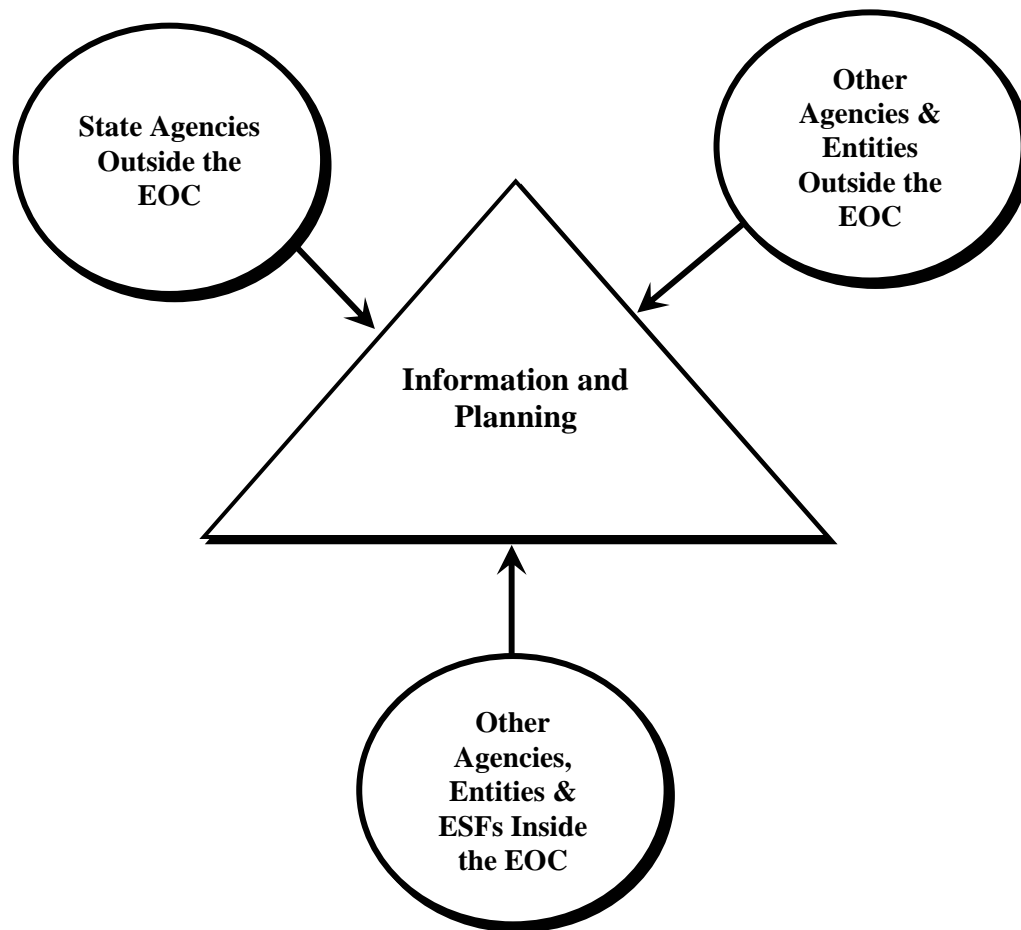 State Agencies
Outside the
EOC
Other
Agencies &
Entities
Outside the
EOC
Information and
Planning
Other
Agencies,
Entities &
ESFs Inside
the EOC